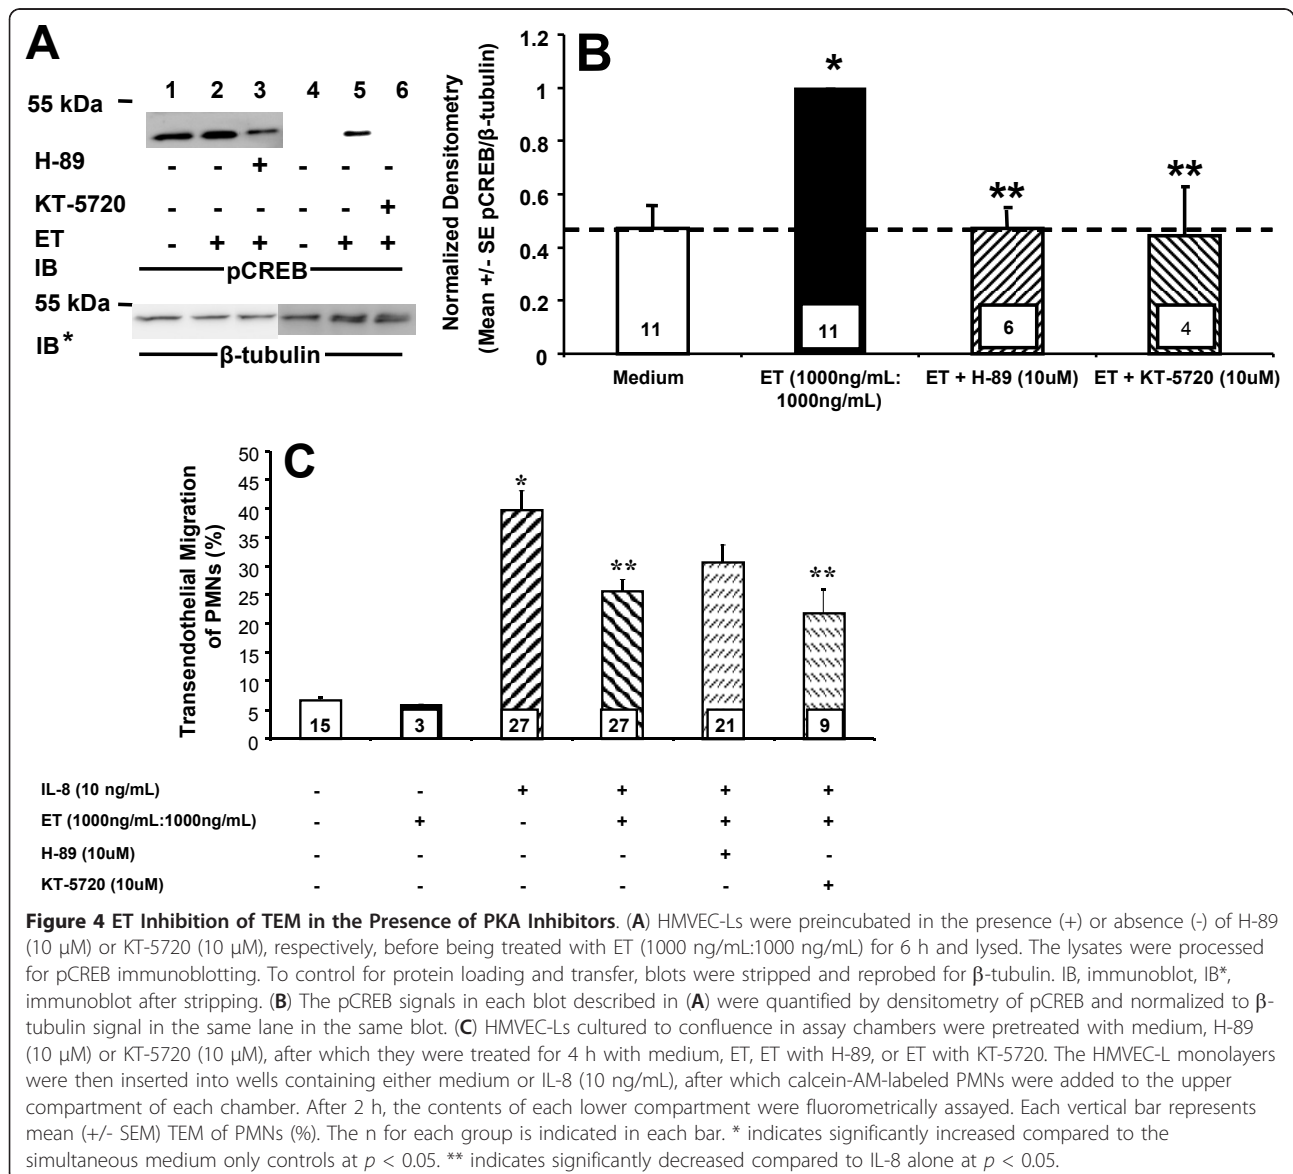 A
1 2 3 4 5 6
55 kDa
H-89 - - + - - -
KT-5720 - - - - - +
ET - + + - + +
IB pCREB
55 kDa
IB* β-tubulin
B
Normalized Densitometry
(Mean +/- SE pCREB/β-tubulin)
1.2
1
0.8
0.6
0.4
0.2
0
* ** **
11 11 6 4
Medium ET (1000ng/mL: ET + H-89 (10uM) ET + KT-5720 (10uM)
1000ng/mL)
C
Transendothelial Migration
of PMNs (%)
50
45
40
35
30
25
20
15
10
5
0
* ** **
15 3 27 27 21 9
IL-8 (10 ng/mL) - - + + + +
ET (1000ng/mL:1000ng/mL) - + - + + +
H-89 (10uM) - - - - + -
KT-5720 (10uM) - - - - - +
Figure 4 ET Inhibition of TEM in the Presence of PKA Inhibitors. (A) HMVEC-Ls were preincubated in the presence (+) or absence (-) of H-89
(10 μM) or KT-5720 (10 μM), respectively, before being treated with ET (1000 ng/mL:1000 ng/mL) for 6 h and lysed. The lysates were processed
for pCREB immunoblotting. To control for protein loading and transfer, blots were stripped and reprobed for β-tubulin. IB, immunoblot, IB*,
immunoblot after stripping. (B) The pCREB signals in each blot described in (A) were quantified by densitometry of pCREB and normalized to β-
tubulin signal in the same lane in the same blot. (C) HMVEC-Ls cultured to confluence in assay chambers were pretreated with medium, H-89
(10 μM) or KT-5720 (10 μM), after which they were treated for 4 h with medium, ET, ET with H-89, or ET with KT-5720. The HMVEC-L monolayers
were then inserted into wells containing either medium or IL-8 (10 ng/mL), after which calcein-AM-labeled PMNs were added to the upper
compartment of each chamber. After 2 h, the contents of each lower compartment were fluorometrically assayed. Each vertical bar represents
mean (+/- SEM) TEM of PMNs (%). The n for each group is indicated in each bar. * indicates significantly increased compared to the
simultaneous medium only controls at p < 0.05. ** indicates significantly decreased compared to IL-8 alone at p < 0.05.